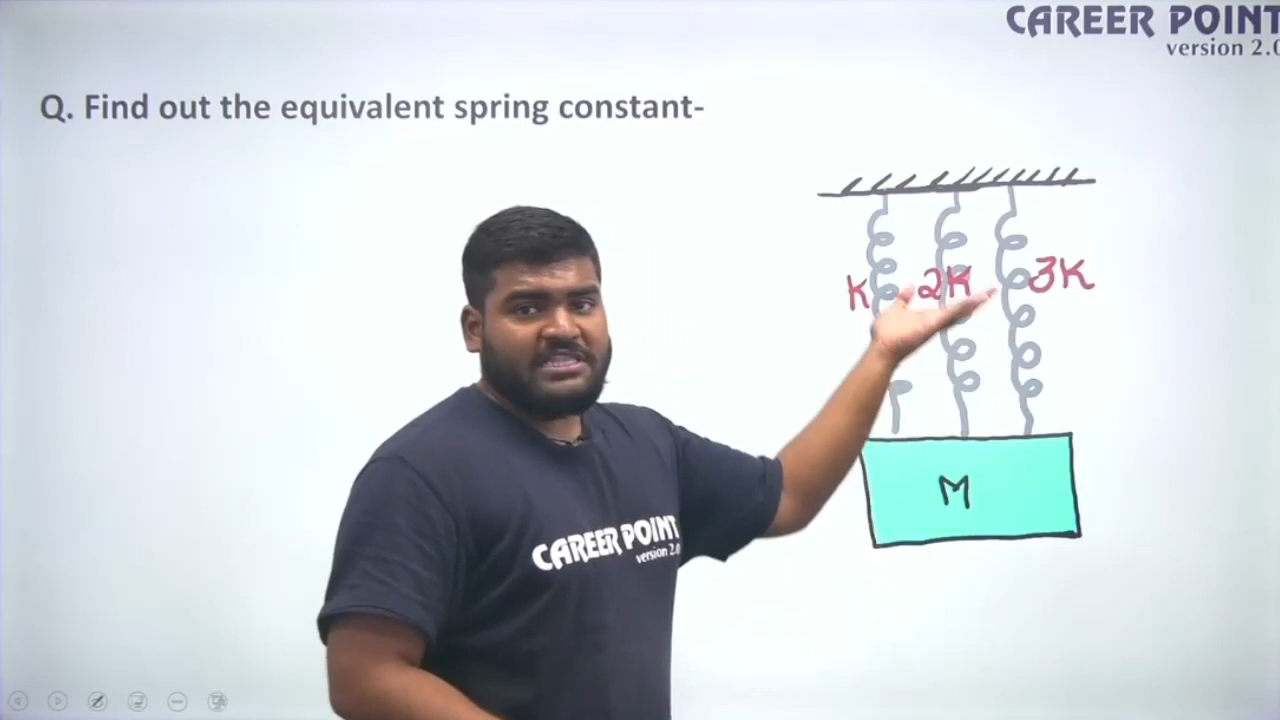 CAREER POINT
version 2.0
Q. Find out the equivalent spring constant-
K 2K 3K
M
CAREER POINT
version 2.0